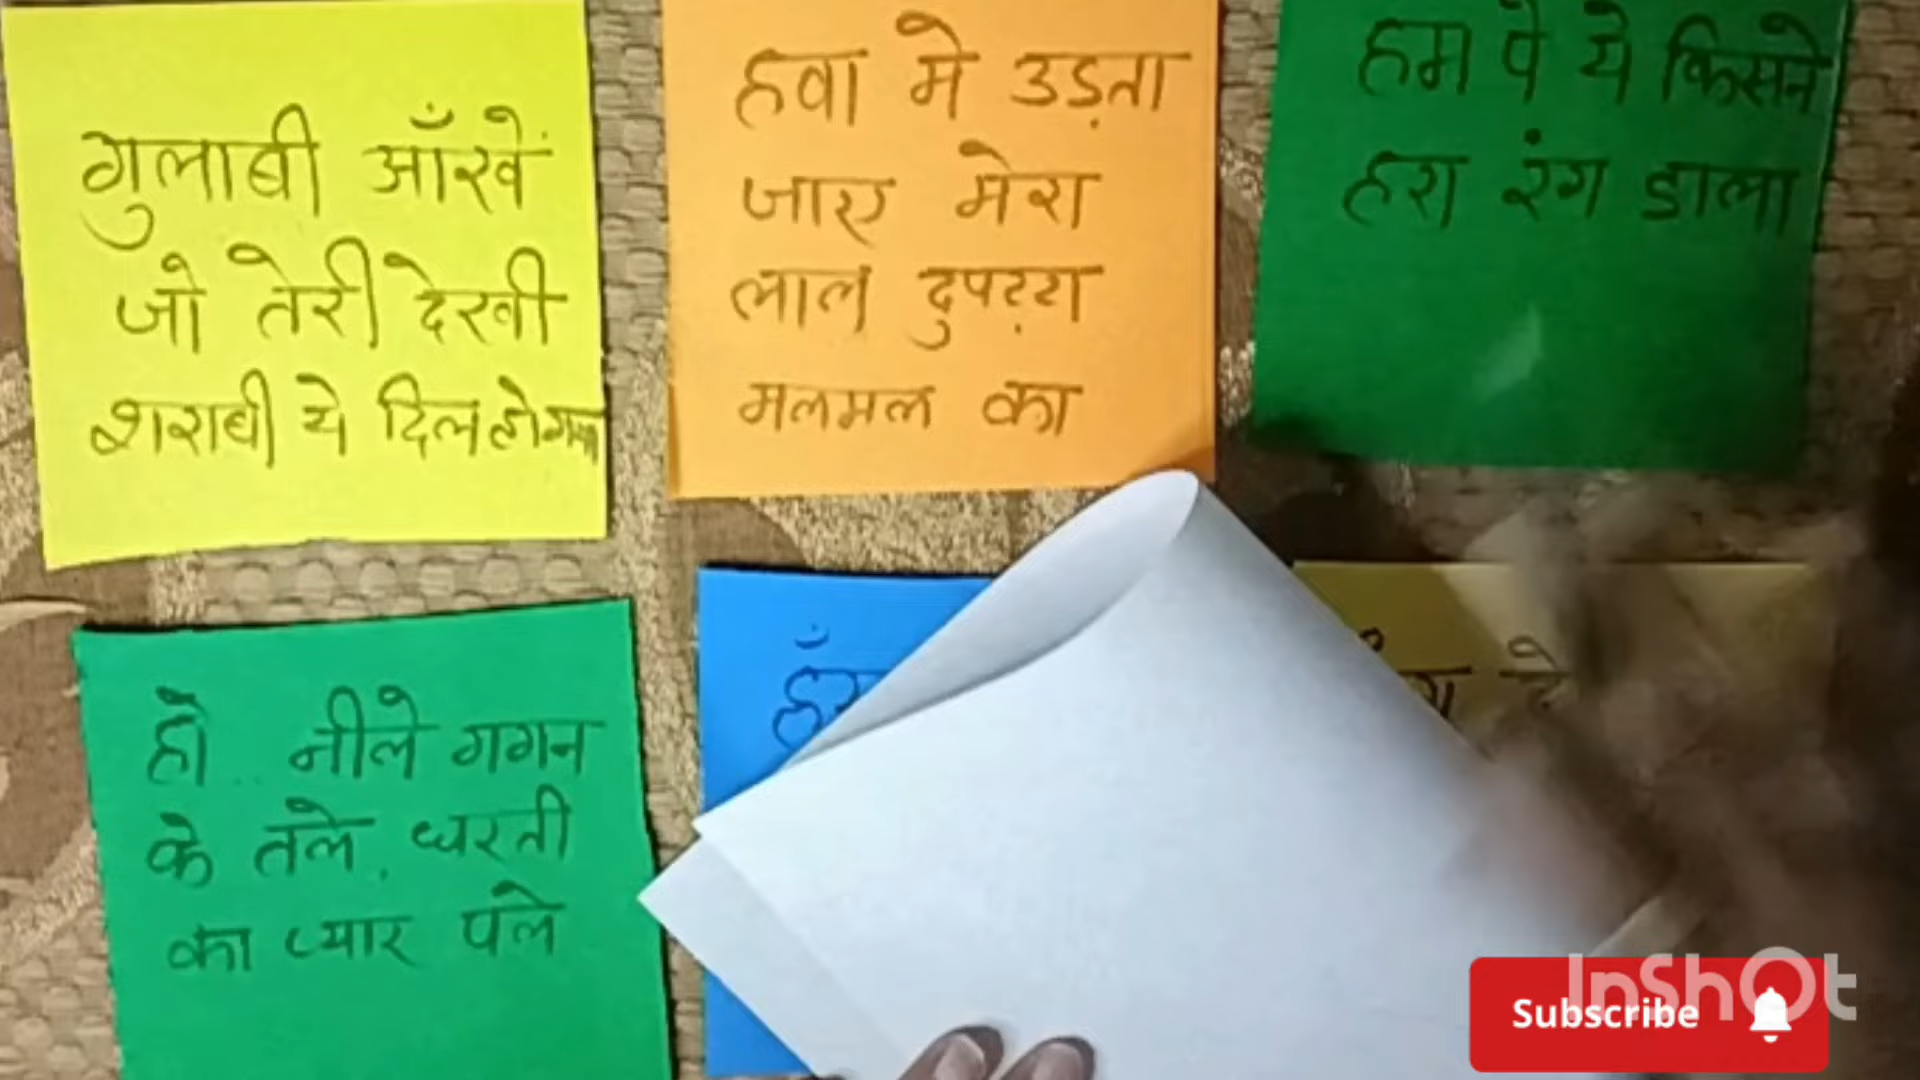 गुलाबी आँखें
जो तेरी देखी
शराबी ये दिल हो गया
हवा मे उड़ता
जाए मेरा
लाल दुपट्टा
मलमल का
हम पे ये किसने
हरा रंग डाला
हो .. नीले गगन
के तले, धरती
का प्यार पले
Subscribe
InShOt